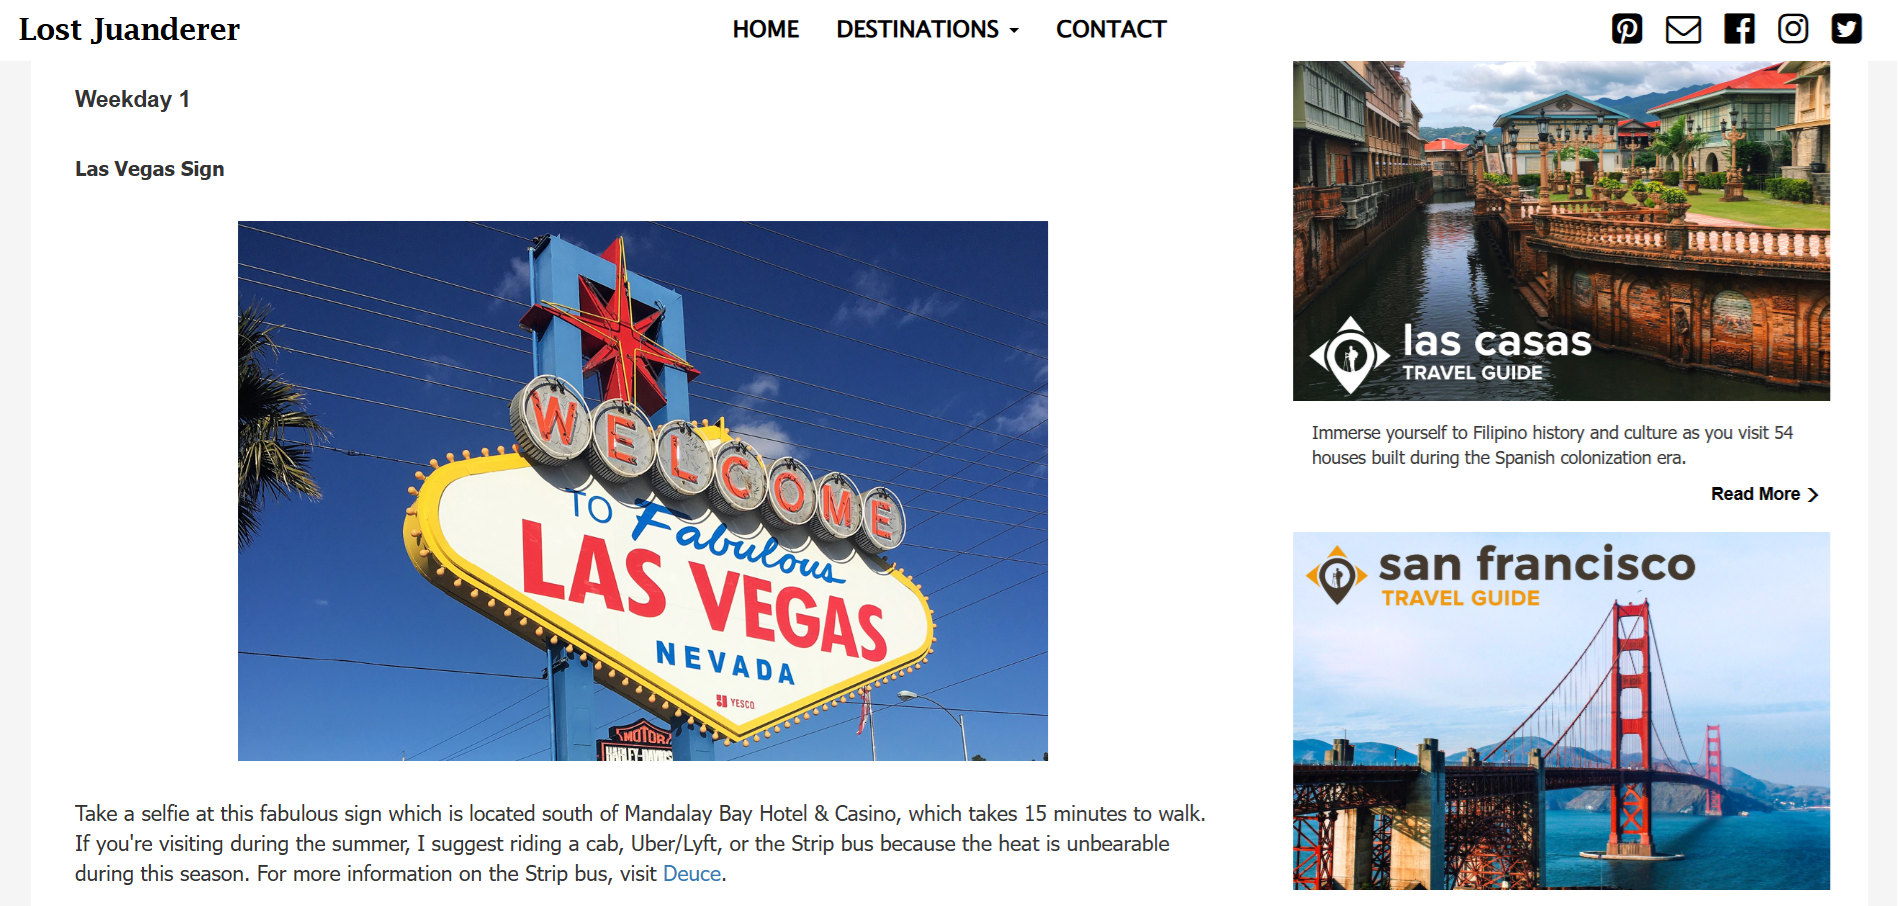 Lost Juanderer
HOME
DESTINATIONS
CONTACT
Weekday 1
Las Vegas Sign
WELCOME
TO Fabulous
LAS VEGAS
NEVADA
YESCO
MOTOR
HARLEY-DAVIDS
Take a selfie at this fabulous sign which is located south of Mandalay Bay Hotel & Casino, which takes 15 minutes to walk.
If you're visiting during the summer, I suggest riding a cab, Uber/Lyft, or the Strip bus because the heat is unbearable
during this season. For more information on the Strip bus, visit Deuce.
las casas
TRAVEL GUIDE
Immerse yourself to Filipino history and culture as you visit 54
houses built during the Spanish colonization era.
Read More
san francisco
TRAVEL GUIDE